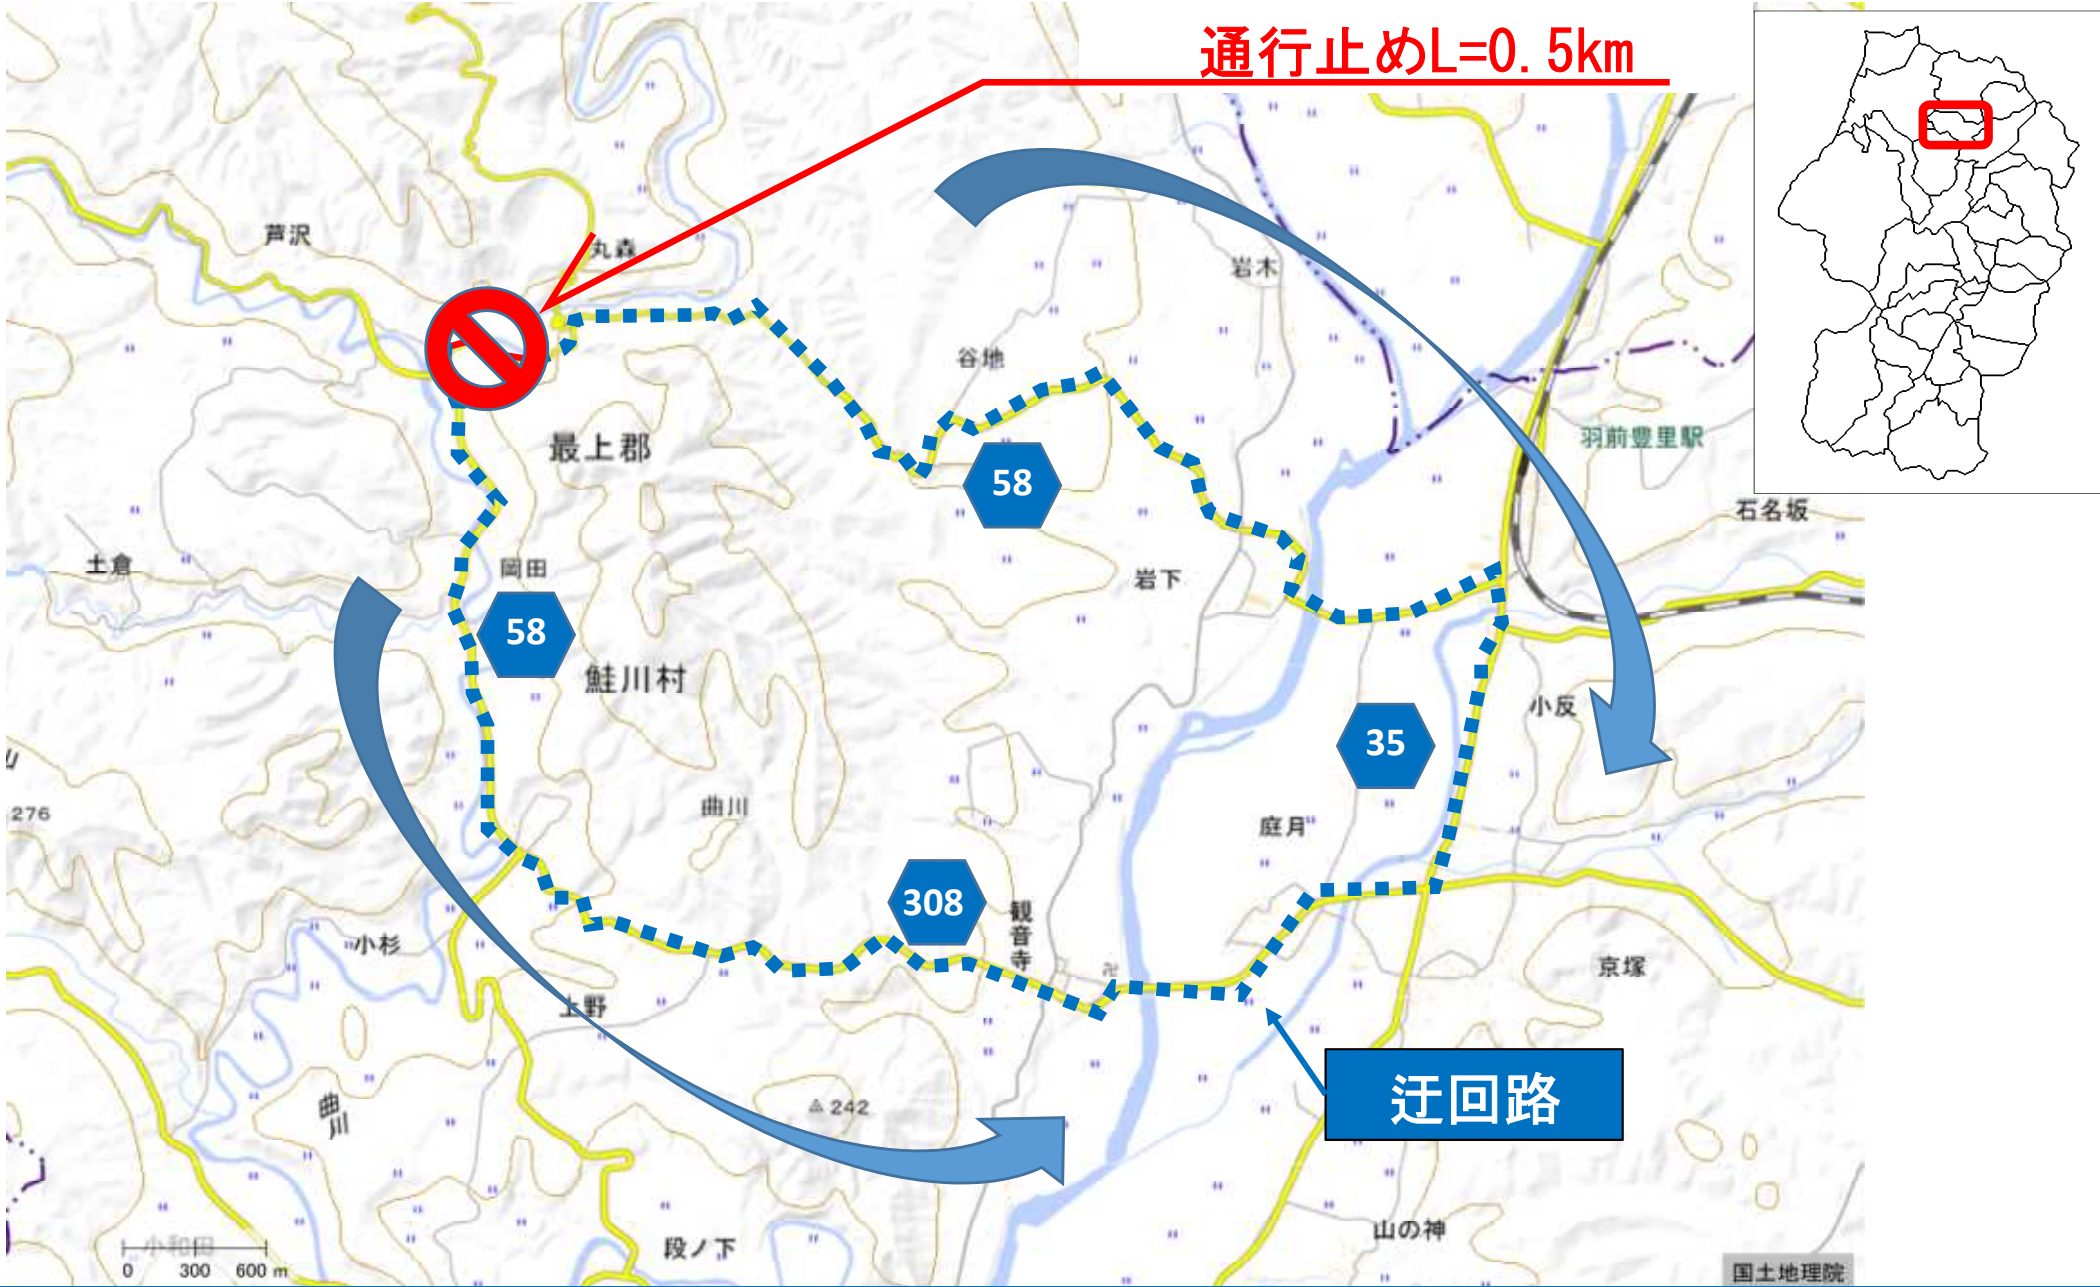 通行止めL=0.5km
芦沢
丸森
岩木
谷地
羽前豊里駅
最上郡
58
石名坂
土倉
岡田
岩下
58
鮭川村
小反
35
276
曲川
庭月
308
観音寺
小杉
京塚
上野
迂回路
曲川
242
山の神
小和田
段ノ下
0 300 600 m
国土地理院